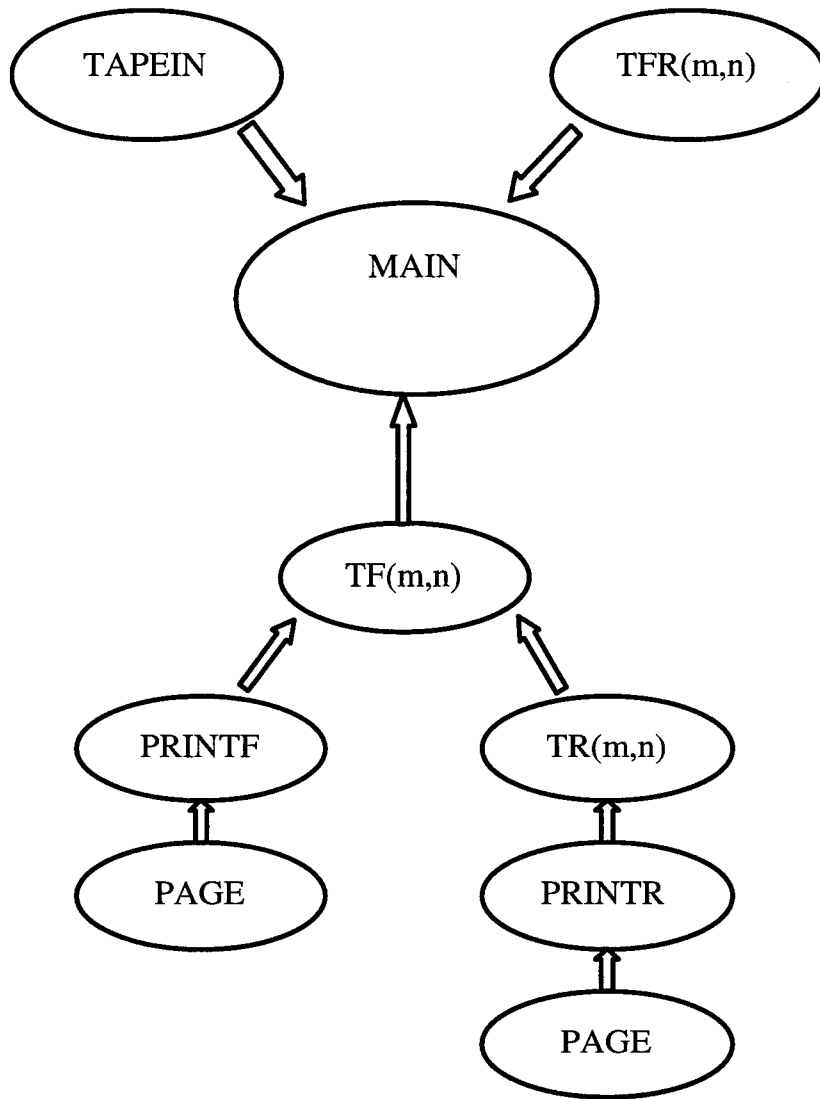 TAPEIN
TFR(m,n)
MAIN
TF(m,n)
PRINTF
TR(m,n)
PAGE
PRINTR
PAGE